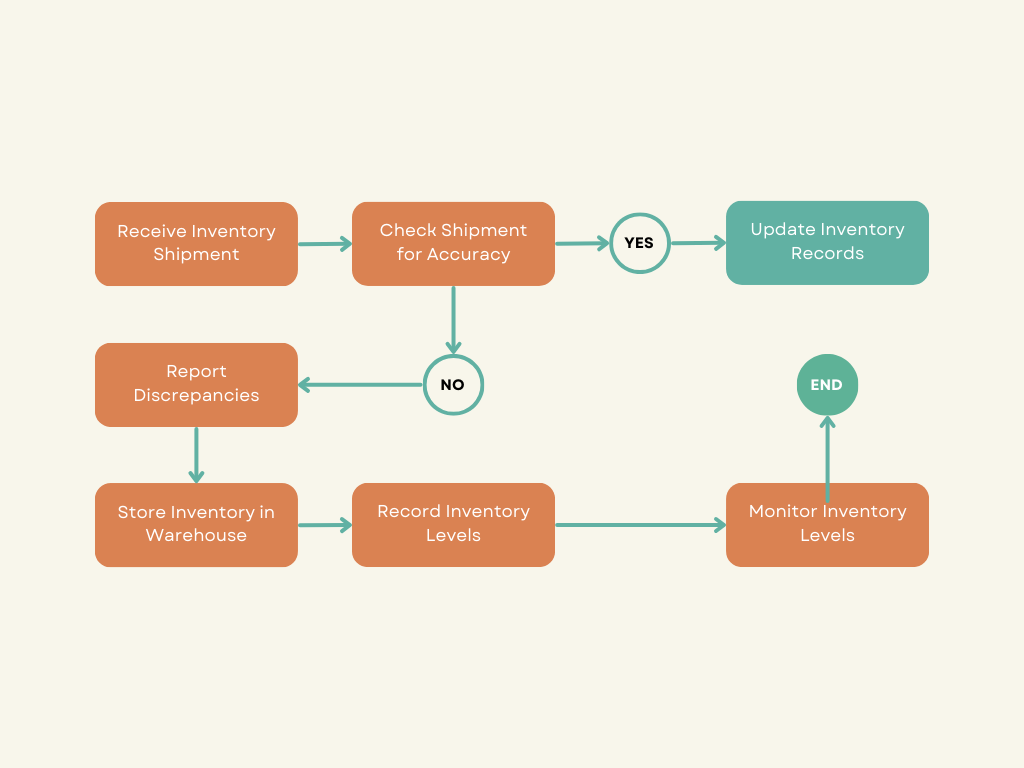 Receive Inventory
Shipment
Check Shipment
for Accuracy
YES
Update Inventory
Records
Report
Discrepancies
NO
END
Store Inventory in
Warehouse
Record Inventory
Levels
Monitor Inventory
Levels